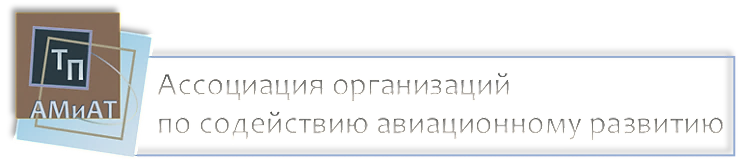 ТП
АМиАТ
Ассоциация организаций
по содействию авиационному развитию